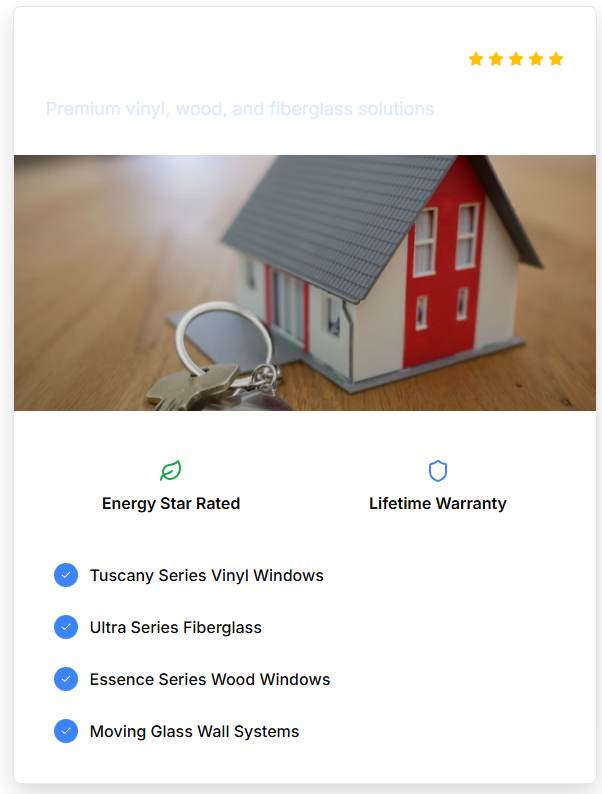 Premium vinyl, wood, and fiberglass solutions
Energy Star Rated
Lifetime Warranty
Tuscany Series Vinyl Windows
Ultra Series Fiberglass
Essence Series Wood Windows
Moving Glass Wall Systems